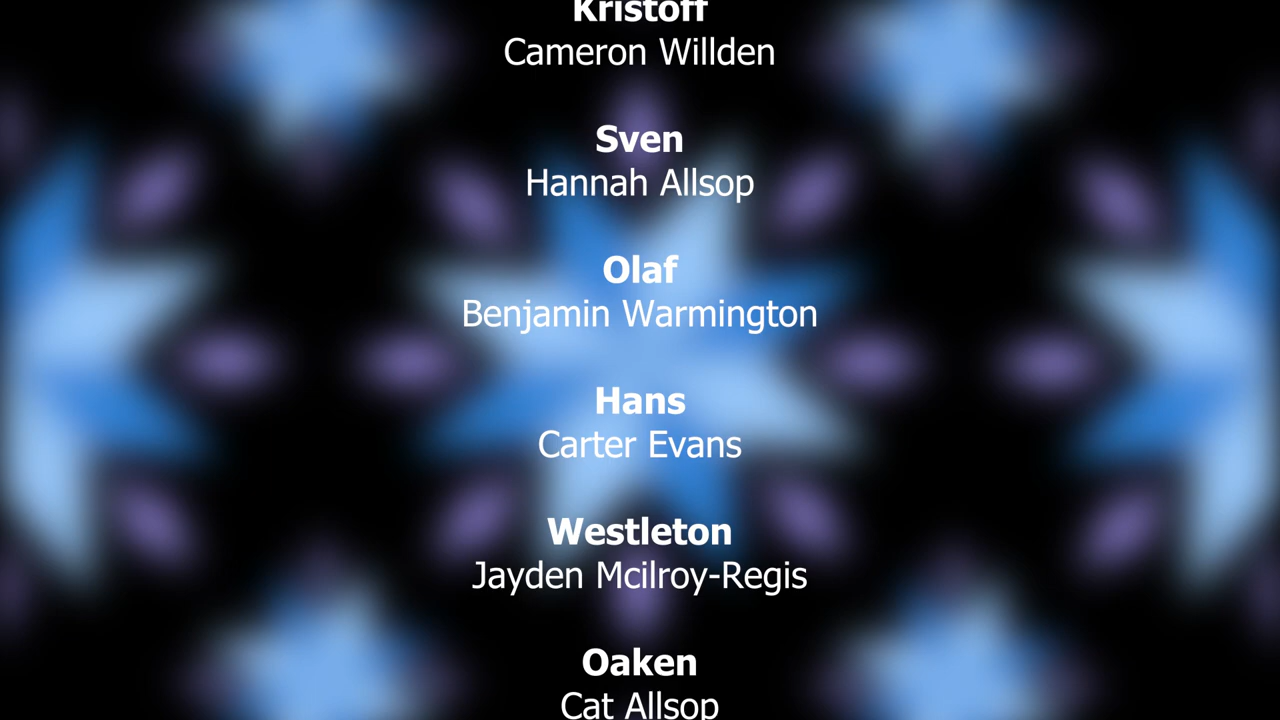 Kristoff
Cameron Willden
Sven
Hannah Allsop
Olaf
Benjamin Warmington
Hans
Carter Evans
Westleton
Jayden Mcilroy-Regis
Oaken
Cat Allsop